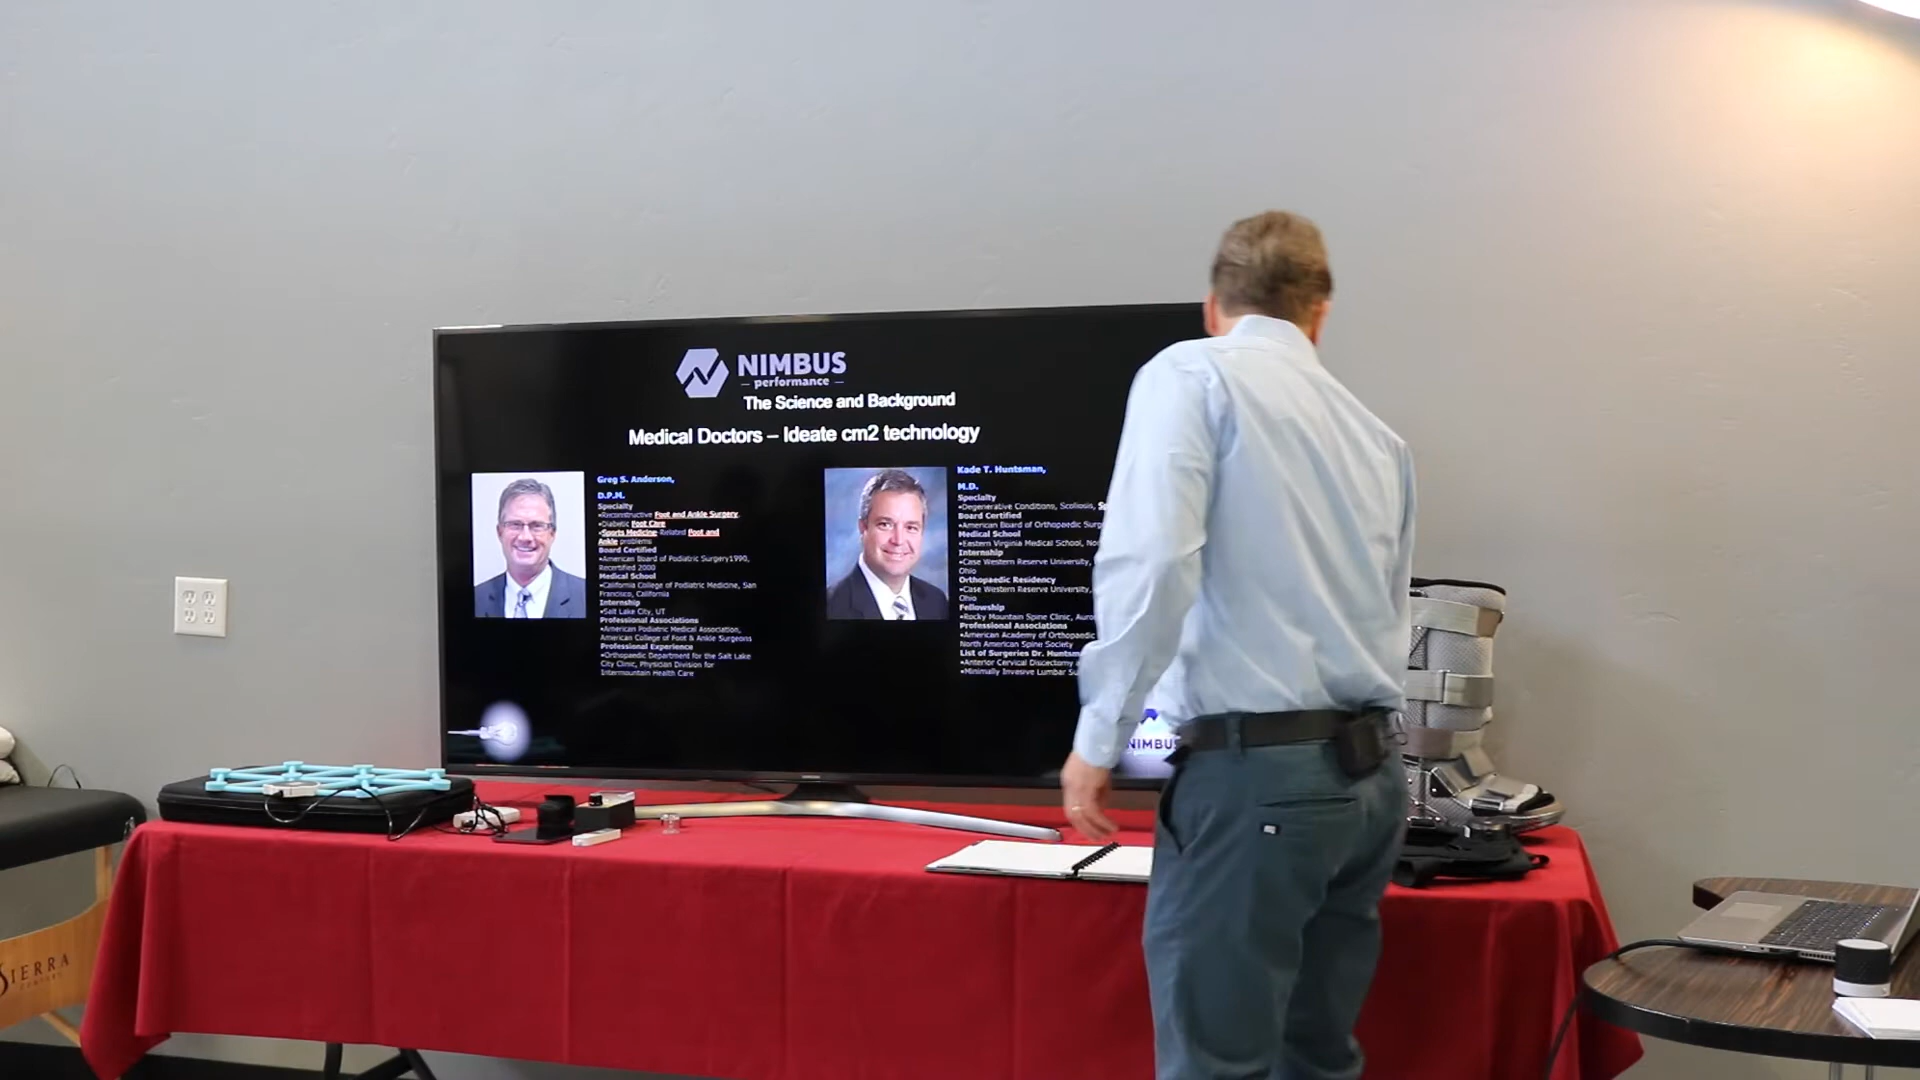 NIMBUS
performance
The Science and Background
Medical Doctors – Ideate cm2 technology
Greg S. Anderson,
D.P.M.
Specialty
•Reconstructive Foot and Ankle Surgery,
•Diabetic Foot Care
•Sports Medicine Related Foot and
Ankle problems
Board Certified
•American Board of Podiatric Surgery1990,
Recertified 2000
Medical School
•California College of Podiatric Medicine, San
Francisco, California
Internship
•Salt Lake City, UT
Professional Associations
•American Podiatric Medical Association,
American College of Foot & Ankle Surgeons
Professional Experience
•Orthopaedic Department for the Salt Lake
City Clinic, Physician Division for
Intermountain Health Care
Kade T. Huntsman,
M.D.
Specialty
•Degenerative Conditions, Scoliosis,
Board Certified
•American Board of Orthopaedic Surg
Medical School
•Eastern Virginia Medical School,
Internship
•Case Western Reserve University,
Ohio
Orthopaedic Residency
•Case Western Reserve University,
Ohio
Fellowship
•Rocky Mountain Spine Clinic,
Professional Associations
•American Academy of Orthopaedic
North American Spine Society
List of Surgeries Dr. Huntsm
•Anterior Cervical Discectomy
•Minimally Invasive Lumbar
NIMBUS
SIERRA